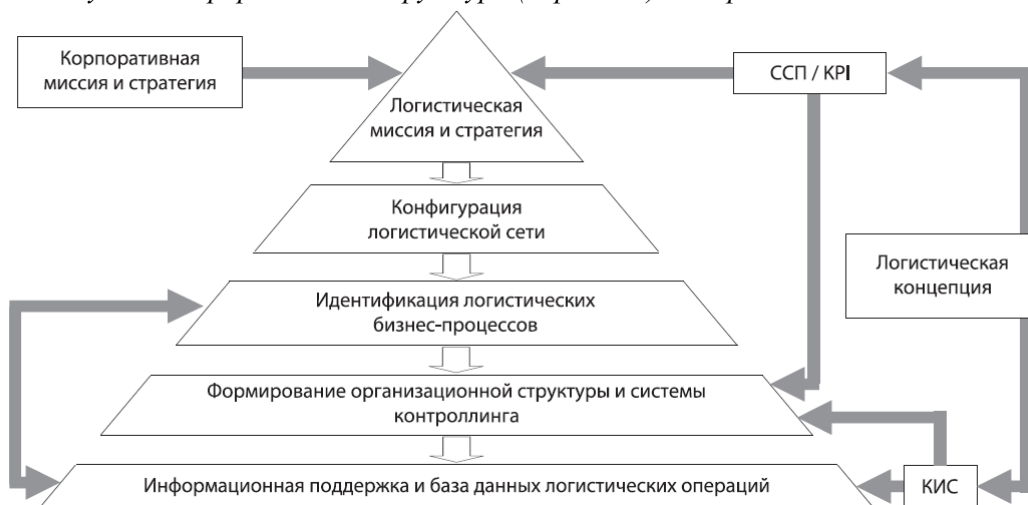 Корпоративная
миссия и стратегия
ССП / KPI
Логистическая
миссия и стратегия
Конфигурация
логистической сети
Логистическая
концепция
Идентификация логистических
бизнес-процессов
Формирование организационной структуры и системы
контроллинга
Информационная поддержка и база данных логистических операций
КИС